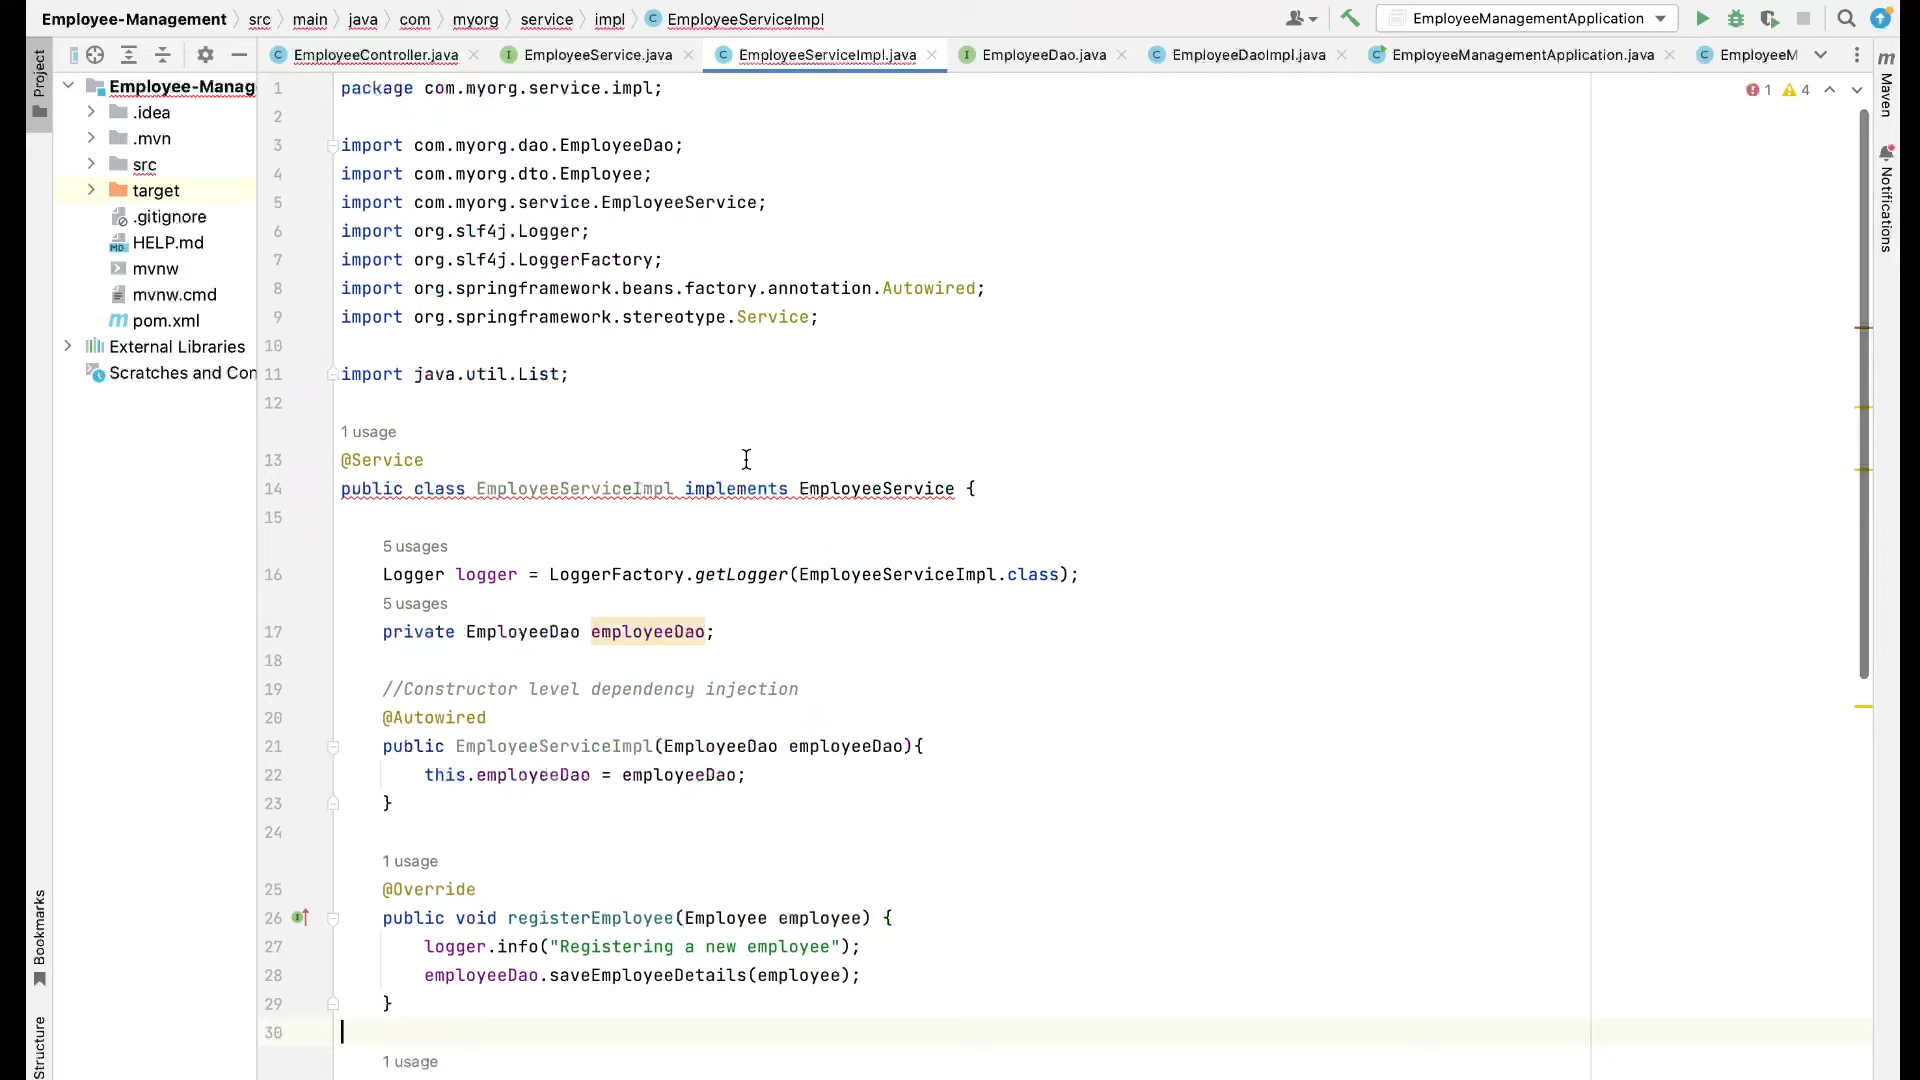 Employee-Management src main java com myorg service impl EmployeeServiceImpl
EmployeeManagementApplication
EmployeeController.java EmployeeService.java EmployeeServiceImpl.java EmployeeDao.java EmployeeDaoImpl.java EmployeeManagementApplication.java EmployeeM
Project
Employee-Manag
.idea
.mvn
src
target
.gitignore
HELP.md
mvnw
mvnw.cmd
pom.xml
External Libraries
Scratches and Con
Bookmarks
Structure
1 4
1 package com.myorg.service.impl;
2
3 import com.myorg.dao.EmployeeDao;
4 import com.myorg.dto.Employee;
5 import com.myorg.service.EmployeeService;
6 import org.slf4j.Logger;
7 import org.slf4j.LoggerFactory;
8 import org.springframework.beans.factory.annotation.Autowired;
9 import org.springframework.stereotype.Service;
10
11 import java.util.List;
12
1 usage
13 @Service
14 public class EmployeeServiceImpl implements EmployeeService {
15
5 usages
16 Logger logger = LoggerFactory.getLogger(EmployeeServiceImpl.class);
5 usages
17 private EmployeeDao employeeDao;
18
19 //Constructor level dependency injection
20 @Autowired
21 public EmployeeServiceImpl(EmployeeDao employeeDao){
22 this.employeeDao = employeeDao;
23 }
24
1 usage
25 @Override
26 public void registerEmployee(Employee employee) {
27 logger.info("Registering a new employee");
28 employeeDao.saveEmployeeDetails(employee);
29 }
30
1 usage
Maven
Notifications